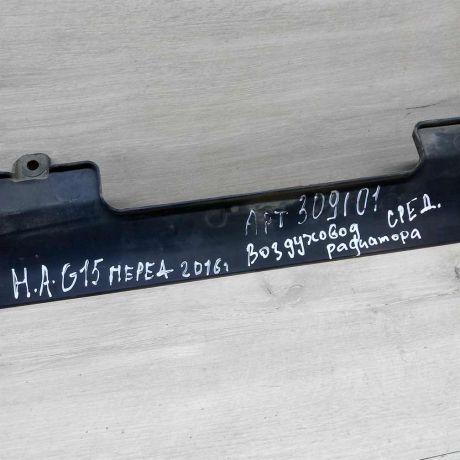 Арт 309101
Воздуховод СРЕД.
радиатора
Н.А. G15 ПЕРЕД 2016г